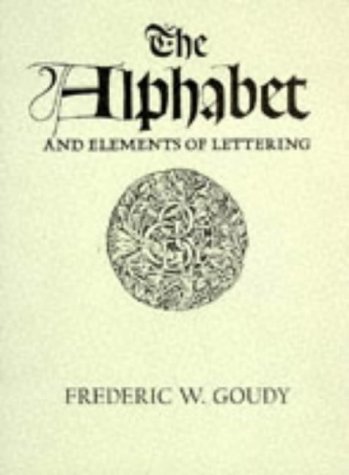 The
Alphabet
AND ELEMENTS OF LETTERING
FREDERIC W. GOUDY